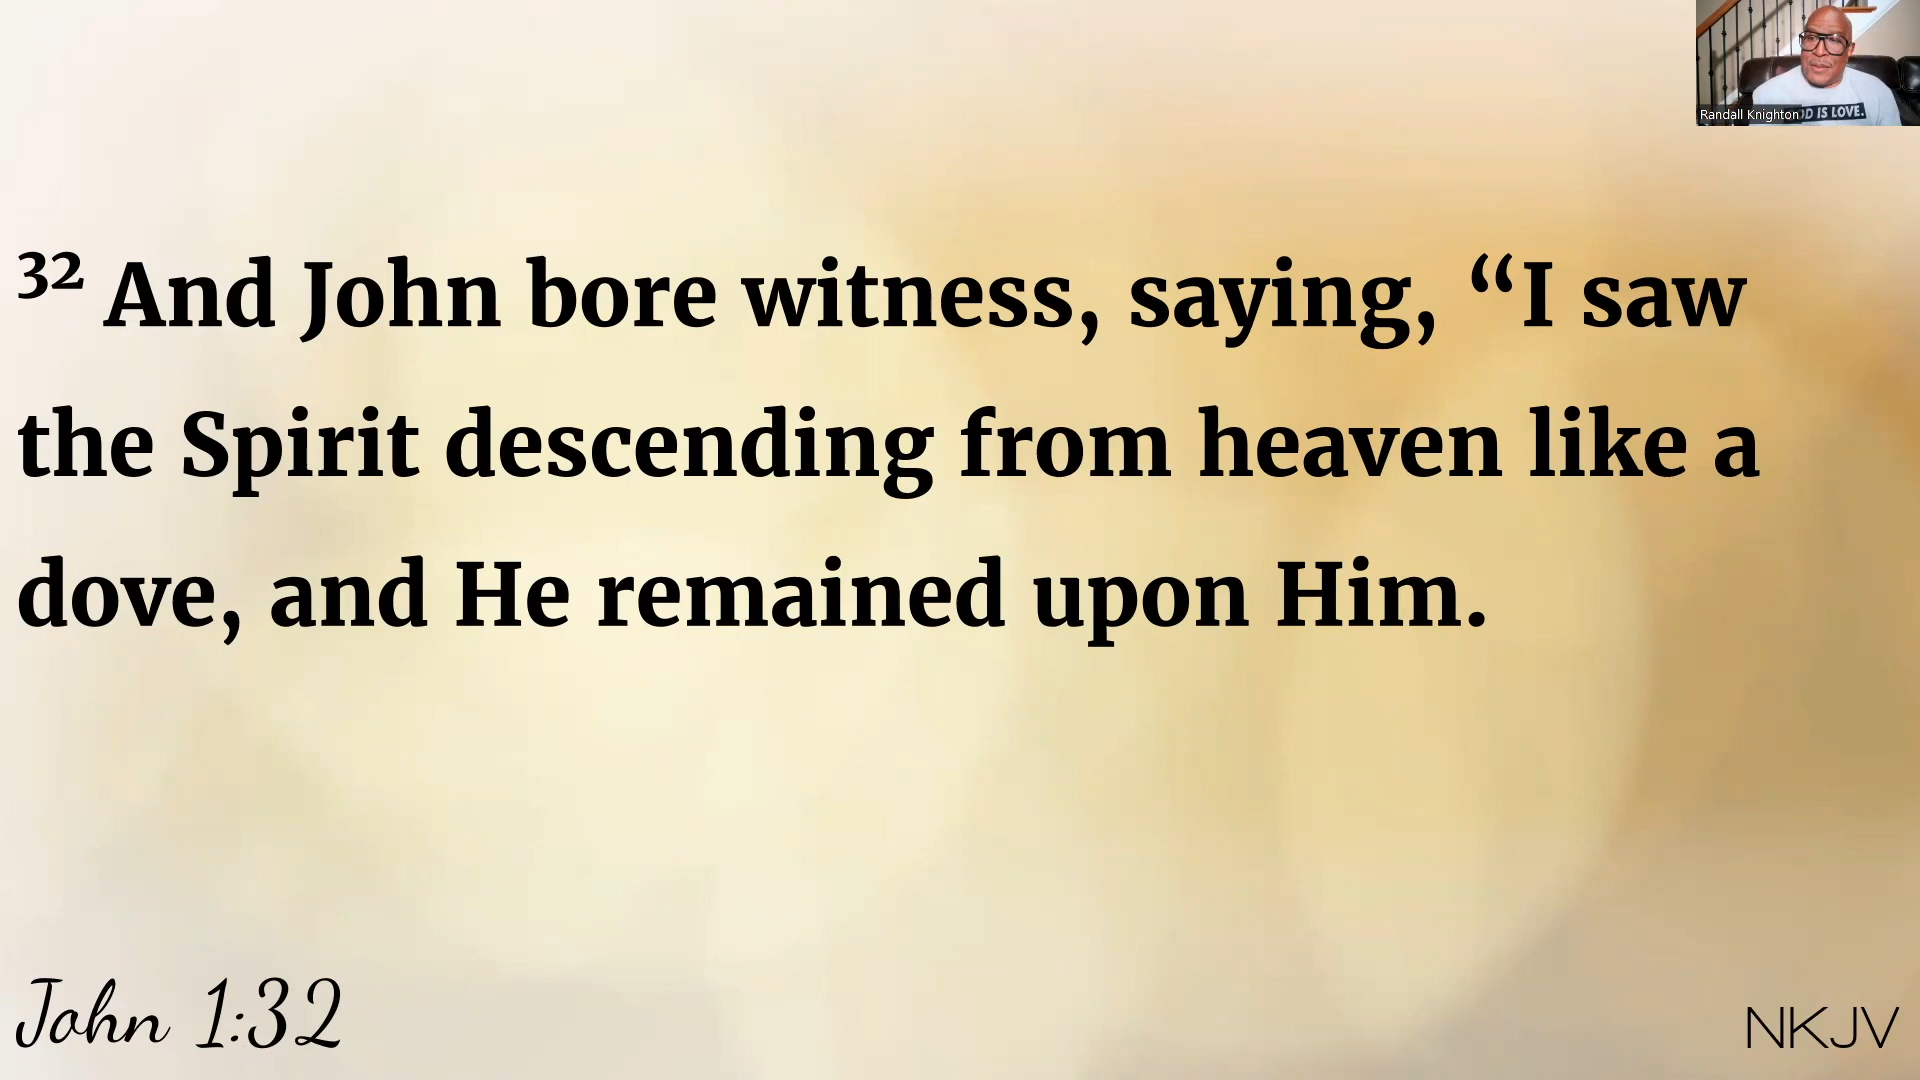 Randall Knighton
D IS LOVE.
³² And John bore witness, saying, “I saw
the Spirit descending from heaven like a
dove, and He remained upon Him.
John 1:32
NKJV